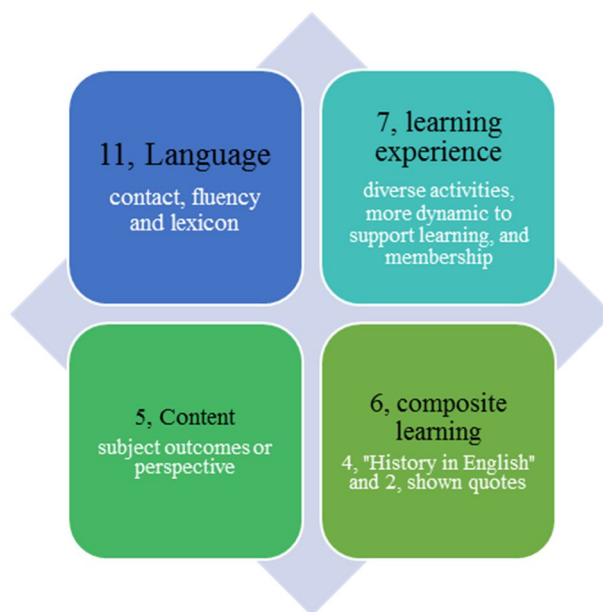 11, Language
contact, fluency
and lexicon
7, learning
experience
diverse activities,
more dynamic to
support learning, and
membership
5, Content
subject outcomes or
perspective
6, composite
learning
4, "History in English"
and 2, shown quotes